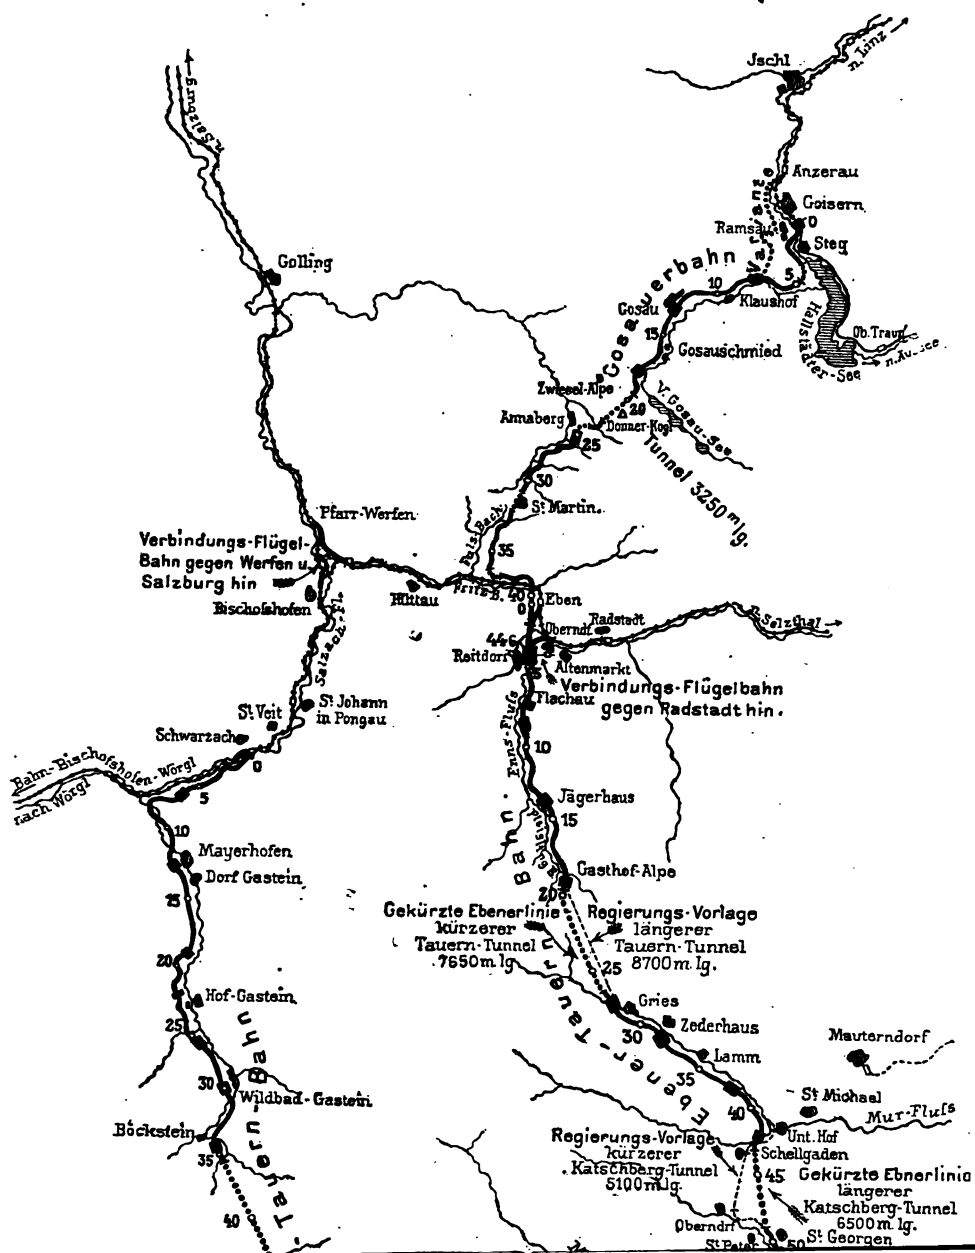 Jschl
n. Linz
n. Salzburg
Anzerau
Goisern
0
Ramsau
Steg
Variante
Golling
Gosauerbahn
10
5
Klaushof
Gosau
15
Hallstädter-See
Ob. Traun
Gosauschmied
Zwiesel-Alpe
V. Gosau-See
20
Annaberg
Donner-Kogl
25
Tunnel 3250 m lg.
30
St. Martin.
Pfarr-Werfen
Verbindungs-Flügel-
Bahn gegen Werfen u.
Salzburg hin
35
Bischofshofen
Hüttau
Fritz-B.
40
0
Eben
Salzach-Fl.
Oberndf.
Radstadt
n. Selzthal
Reitdorf
Altenmarkt
5
Verbindungs-Flügelbahn
gegen Radstadt hin.
Flachau
St. Johann
in Pongau
St. Veit
Schwarzach
0
Enns-Fluſs
10
Bahn-Bischofshofen-Wörgl
nach Wörgl
5
Jägerhaus
15
10
Mayerhofen
Dorf Gastein
15
Gasthof-Alpe
20
Gekürzte Ebenerlinie
kürzerer
Tauern-Tunnel
7650 m. lg.
Regierungs-Vorlage
längerer
Tauern-Tunnel
8700 m. lg.
20
25
Hof-Gastein
Gries
25
30
Zederhaus
Mauterndorf
Lamm
30
Wildbad-Gastein
35
40
St. Michael
Mur-Fluſs
Böckstein
35
Regierungs-Vorlage
kürzerer
Katschberg-Tunnel
5100 m. lg.
Unt. Hof
Schellgaden
45
Gekürzte Ebnerlinie
längerer
Katschberg-Tunnel
6500 m. lg.
40
Oberndrf
St. Peter
St. Georgen
50
Ebener-Tauern Bahn.
Tauern-Bahn